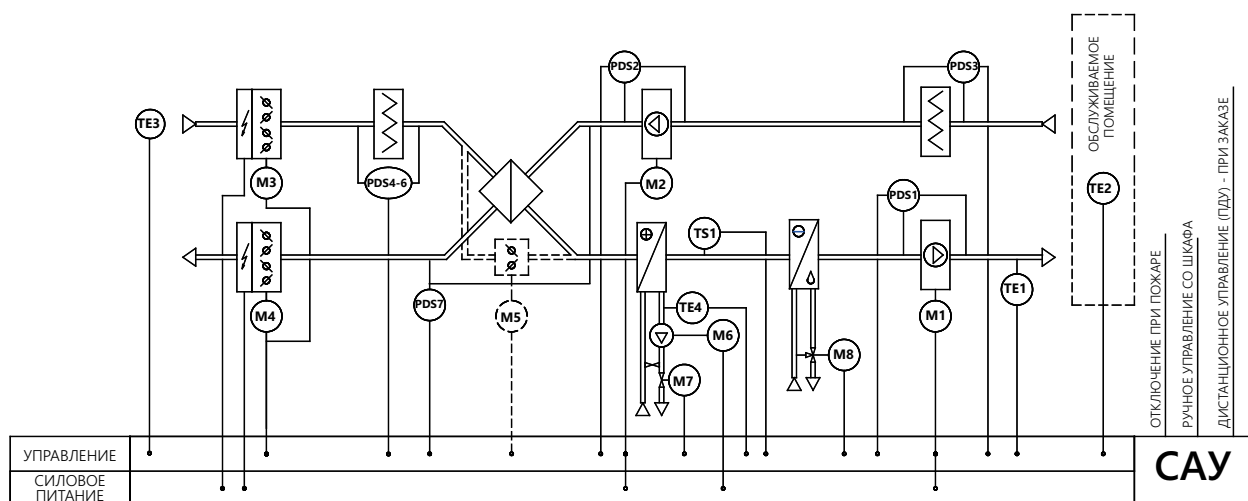 PDS2
PDS3
TE3
ОБСЛУЖИВАЕМОЕ
ПОМЕЩЕНИЕ
M3
PDS4-6
M2
TE2
PDS1
TS1
M4
PDS7
M5
TE4
M6
M7
M8
M1
TE1
ОТКЛЮЧЕНИЕ ПРИ ПОЖАРЕ
РУЧНОЕ УПРАВЛЕНИЕ СО ШКАФА
ДИСТАНЦИОННОЕ УПРАВЛЕНИЕ (ПДУ) - ПРИ ЗАКАЗЕ
УПРАВЛЕНИЕ
СИЛОВОЕ
ПИТАНИЕ
САУ